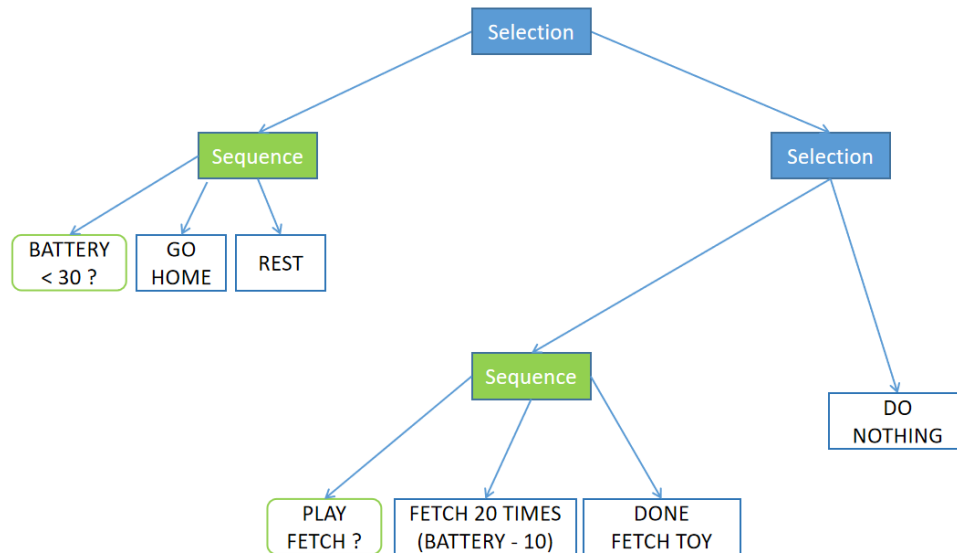 Selection
Sequence
Selection
BATTERY
< 30 ?
GO
HOME
REST
Sequence
DO
NOTHING
PLAY
FETCH ?
FETCH 20 TIMES
(BATTERY - 10)
DONE
FETCH TOY